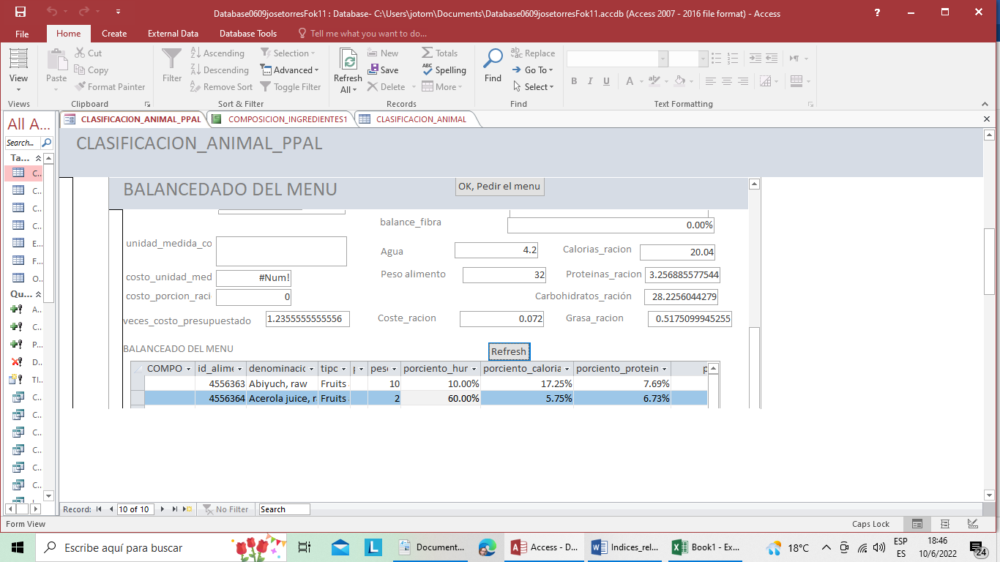 Database0609josetorresFok11 : Database- C:\Users\jotom\Documents\Database0609josetorresFok11.accdb (Access 2007 - 2016 file format) - Access
File Home Create External Data Database Tools Tell me what you want to do...
View
Views
Paste
Cut
Copy
Format Painter
Clipboard
Filter
Ascending
Descending
Remove Sort
Selection
Advanced
Toggle Filter
Sort & Filter
Refresh
All
New
Save
Delete
Totals
Spelling
More
Records
Find
Replace
Go To
Select
Find
B I U A
Text Formatting
All A...
Search...
Ta...
C..
C..
C..
C..
E..
F...
O..
Qu...
A..
C..
P..
D..
TI..
C..
C..
C..
C..
C..
C..
CLASIFICACION_ANIMAL_PPAL COMPOSICION_INGREDIENTES1 CLASIFICACION_ANIMAL
CLASIFICACION_ANIMAL_PPAL
BALANCEDADO DEL MENU OK, Pedir el menu
balance_fibra 0.00%
unidad_medida_co
Agua 4.2 Calorias_racion 20.04
costo_unidad_med #Num! Peso alimento 32 Proteinas_racion 3.256885577544
costo_porcion_raci 0 Carbohidratos_ración 28.2256044279
veces_costo_presupuestado 1.2355555555556 Coste_racion 0.072 Grasa_racion 0.5175099945255
BALANCEADO DEL MENU Refresh
COMPO id_alime denominacio tipo p peso porciento_hur porciento_caloria porciento_protein p
4556363 Abiyuch, raw Fruits 10 10.00% 17.25% 7.69%
4556364 Acerola juice, r Fruits 2 60.00% 5.75% 6.73%
Record: 10 of 10 No Filter Search
Form View Caps Lock
Escribe aquí para buscar L Document... Access - D... Indices_rel... Book1 - Ex... 18°C ESP ES 18:46 10/6/2022 24